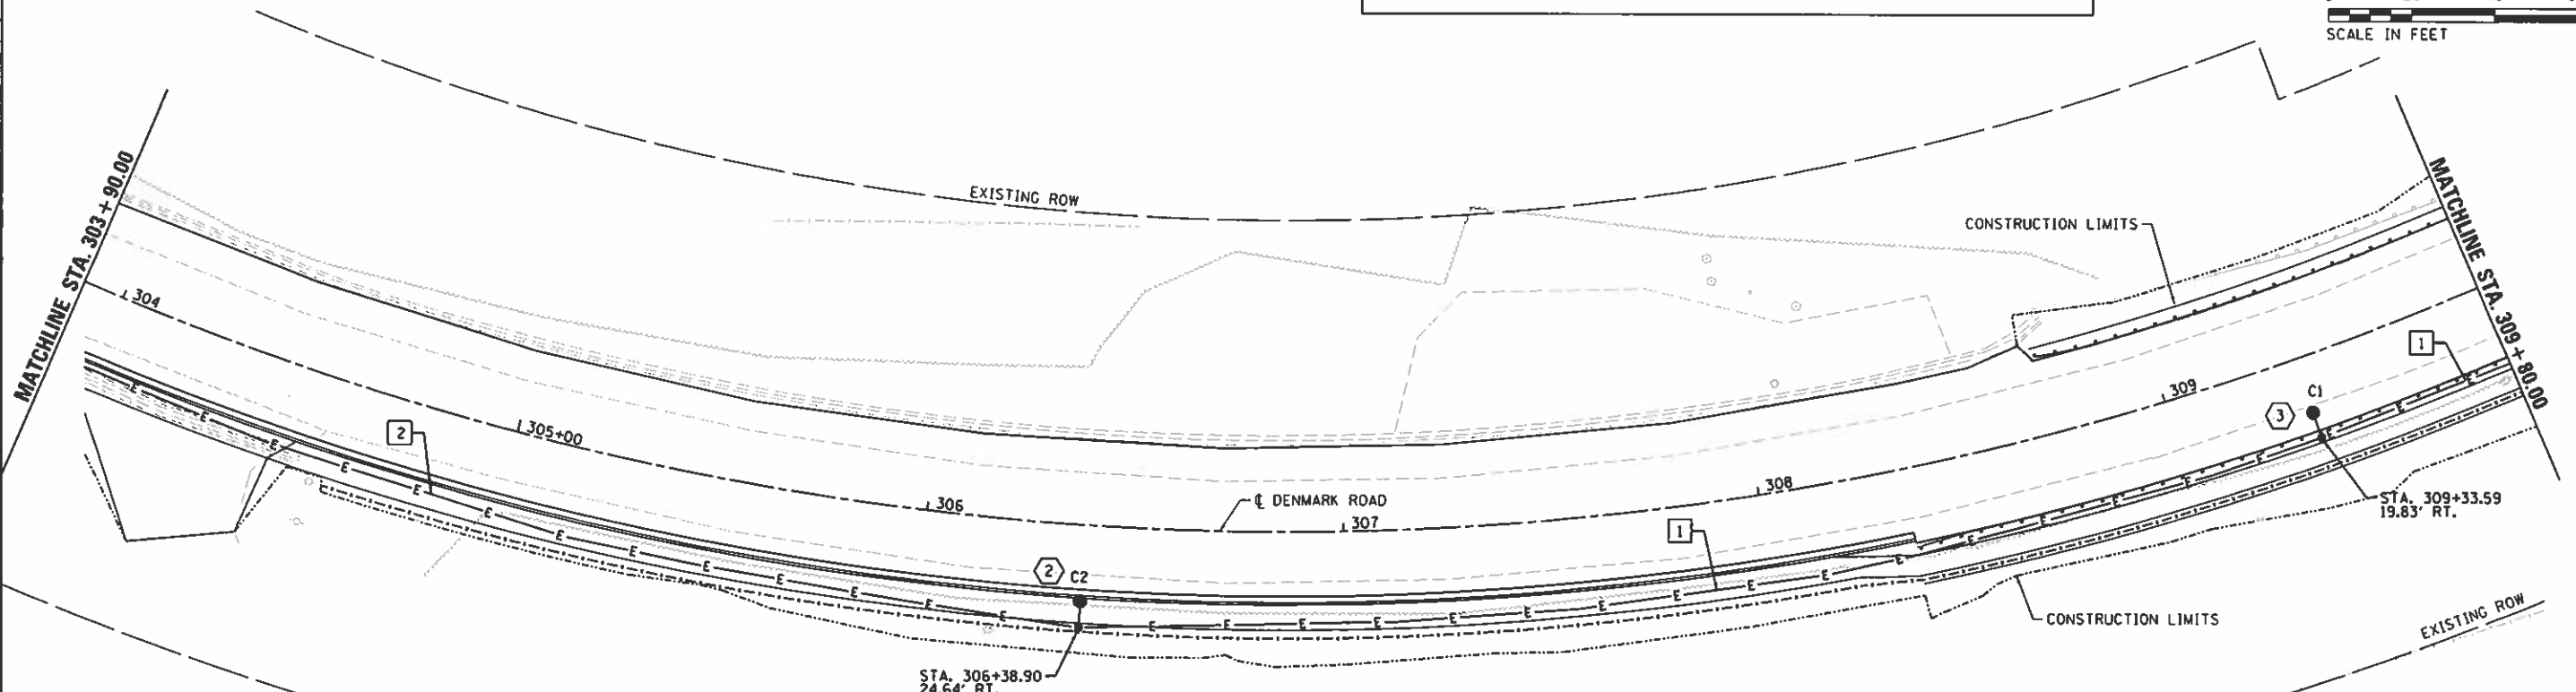 SCALE IN FEET
MATCHLINE STA. 303 + 90.00
EXISTING ROW
CONSTRUCTION LIMITS
MATCHLINE STA. 309 + 80.00
304
305+00
306
307
308
309
℄ DENMARK ROAD
2
1
1
2
C2
3
C1
E E E E E E E E E E E E E E E E E E E E E E E E E E E E E E E E
STA. 309+33.59
19.83' RT.
CONSTRUCTION LIMITS
EXISTING ROW
STA. 306+38.90
24.64' RT.